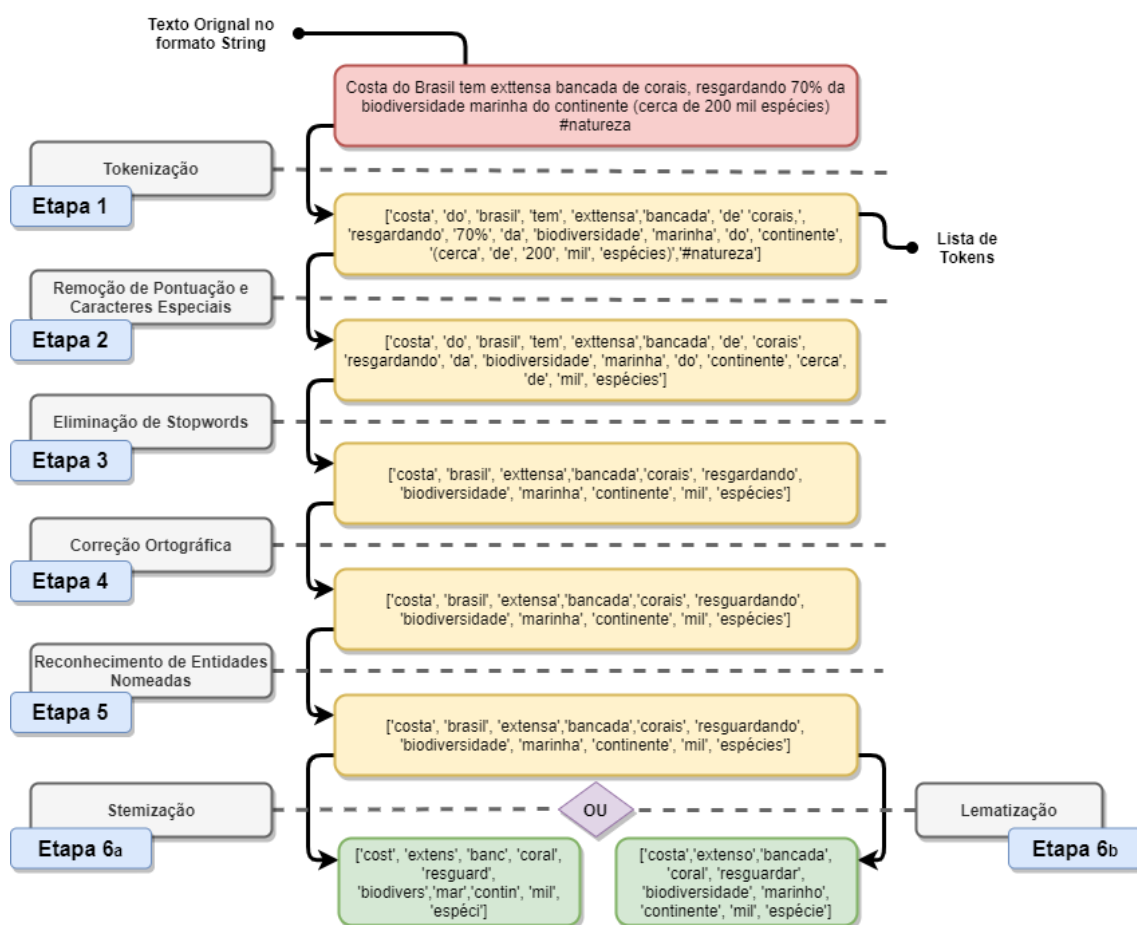 Texto Orignal no
formato String
Costa do Brasil tem exttensa bancada de corais, resgardando 70% da
biodiversidade marinha do continente (cerca de 200 mil espécies)
#natureza
Tokenização
Etapa 1
['costa', 'do', 'brasil', 'tem', 'exttensa','bancada', 'de' 'corais,',
'resgardando', '70%', 'da', 'biodiversidade', 'marinha', 'do', 'continente',
'(cerca', 'de', '200', 'mil', 'espécies)','#natureza']
Lista de
Tokens
Remoção de Pontuação e
Caracteres Especiais
Etapa 2
['costa', 'do', 'brasil', 'tem', 'exttensa','bancada', 'de', 'corais',
'resgardando', 'da', 'biodiversidade', 'marinha', 'do', 'continente', 'cerca',
'de', 'mil', 'espécies']
Eliminação de Stopwords
Etapa 3
['costa', 'brasil', 'exttensa','bancada','corais', 'resgardando',
'biodiversidade', 'marinha', 'continente', 'mil', 'espécies']
Correção Ortográfica
Etapa 4
['costa', 'brasil', 'extensa','bancada','corais', 'resguardando',
'biodiversidade', 'marinha', 'continente', 'mil', 'espécies']
Reconhecimento de Entidades
Nomeadas
Etapa 5
['costa', 'brasil', 'extensa','bancada','corais', 'resguardando',
'biodiversidade', 'marinha', 'continente', 'mil', 'espécies']
Stemização
Etapa 6a
OU
Lematização
Etapa 6b
['cost', 'extens', 'banc', 'coral',
'resguard',
'biodivers','mar','contin', 'mil',
'espéci']
['costa','extenso','bancada',
'coral', 'resguardar',
'biodiversidade', 'marinho',
'continente', 'mil', 'espécie']